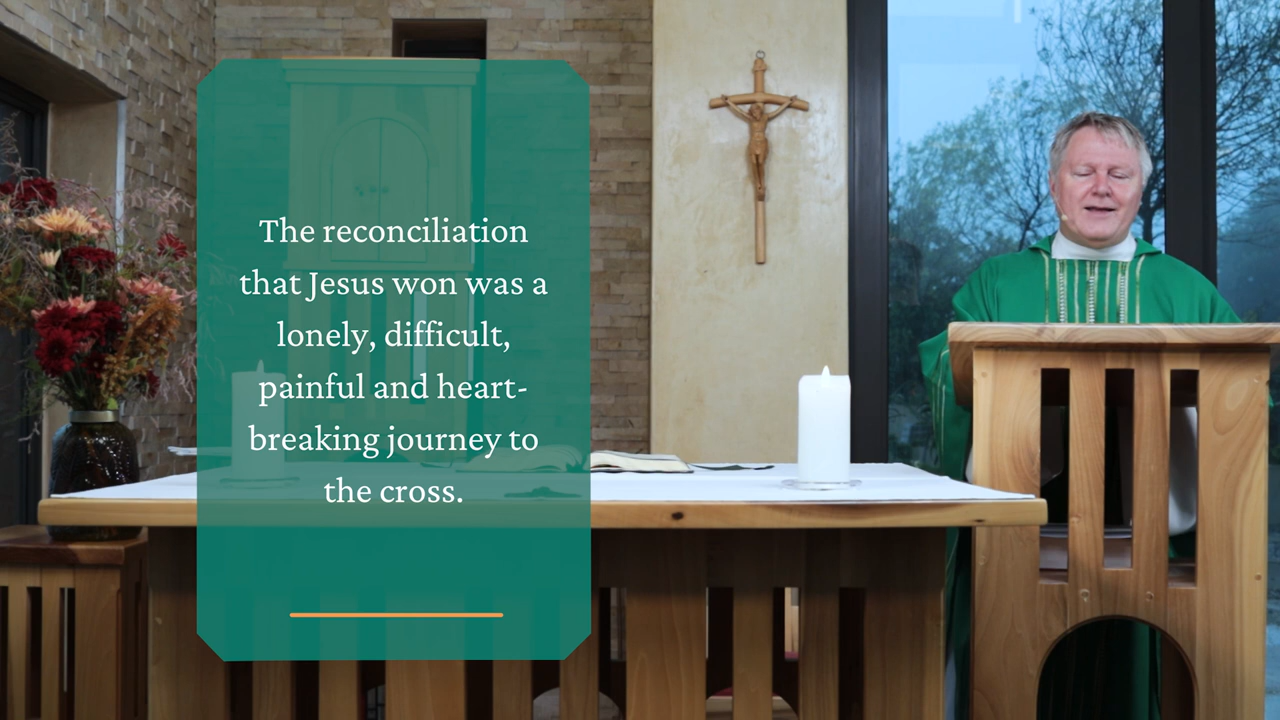 The reconciliation
that Jesus won was a
lonely, difficult,
painful and heart-
breaking journey to
the cross.